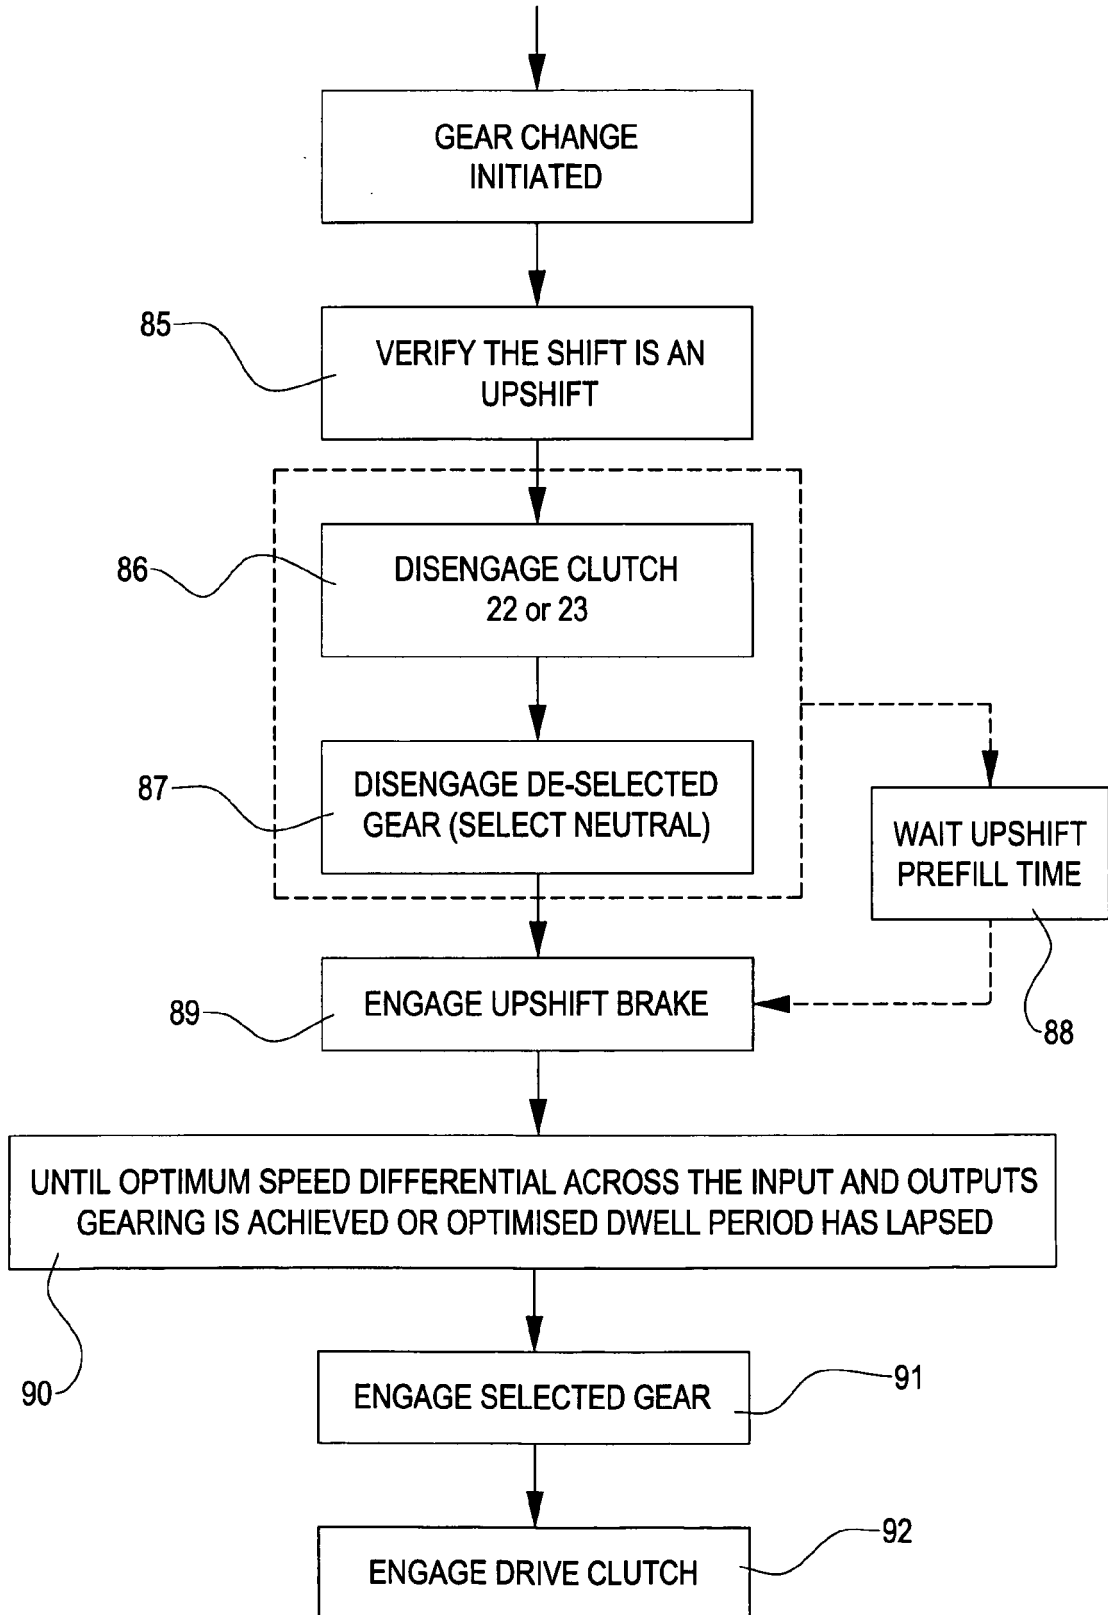 GEAR CHANGE
INITIATED
85
VERIFY THE SHIFT IS AN
UPSHIFT
86
DISENGAGE CLUTCH
22 or 23
87
DISENGAGE DE-SELECTED
GEAR (SELECT NEUTRAL)
WAIT UPSHIFT
PREFILL TIME
88
89
ENGAGE UPSHIFT BRAKE
UNTIL OPTIMUM SPEED DIFFERENTIAL ACROSS THE INPUT AND OUTPUTS
GEARING IS ACHIEVED OR OPTIMISED DWELL PERIOD HAS LAPSED
90
ENGAGE SELECTED GEAR
91
ENGAGE DRIVE CLUTCH
92